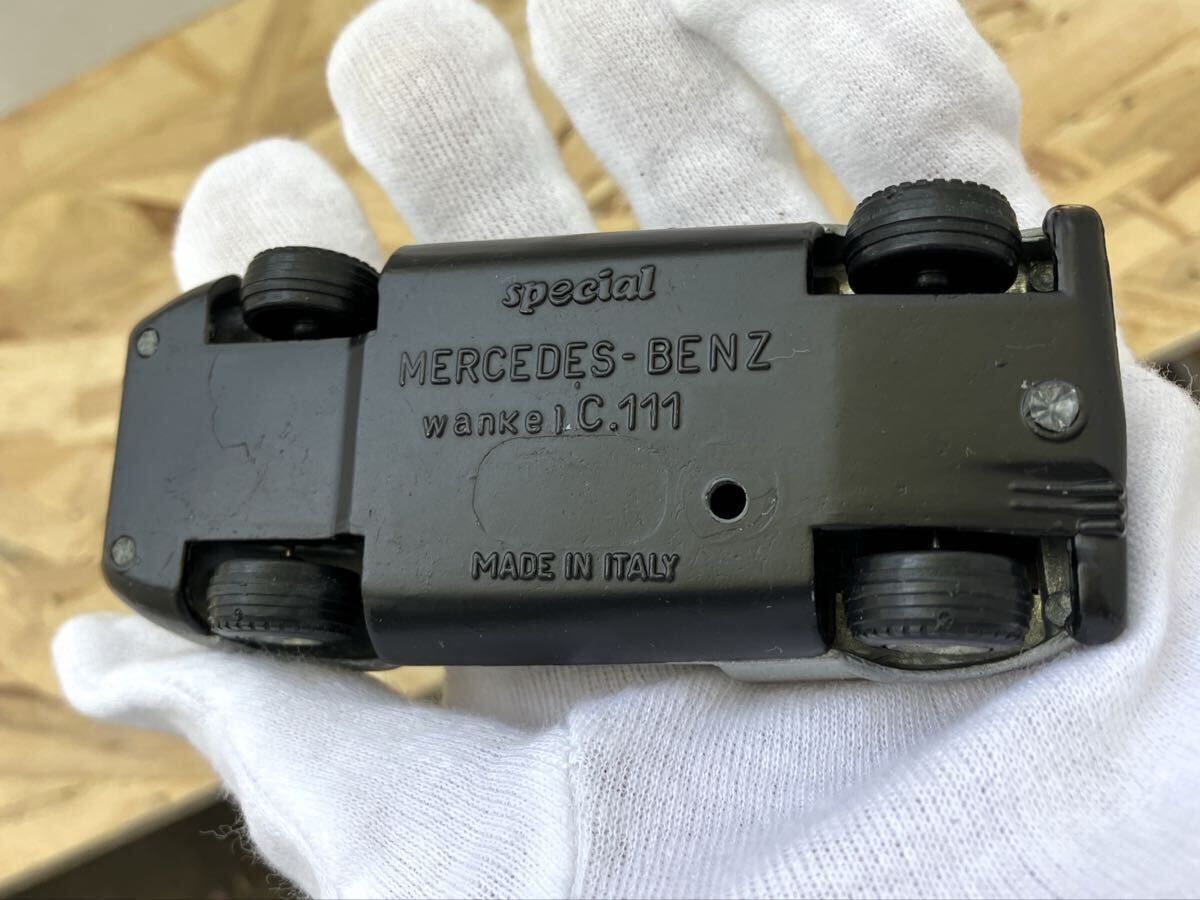 special
MERCEDES-BENZ
wankel C.111
MADE IN ITALY